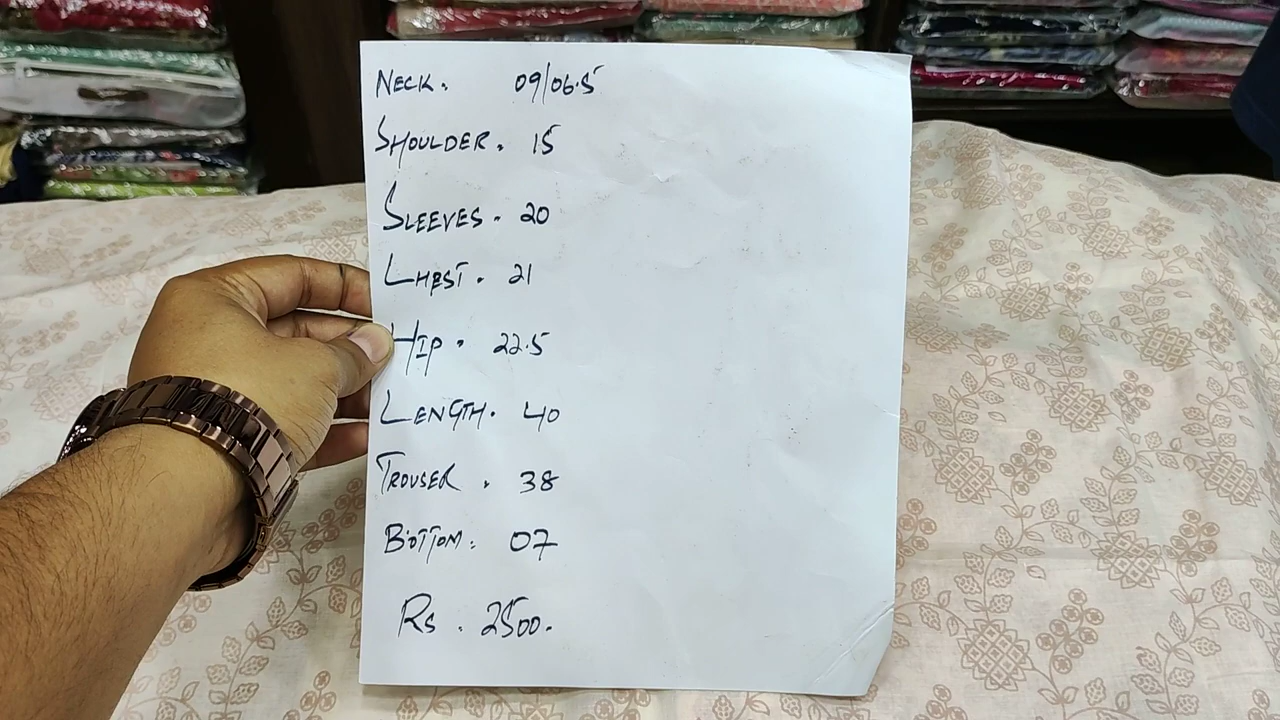 NECK. 09/06.5
SHOULDER. 15
SLEEVES. 20
CHEST. 21
HIP. 22.5
LENGTH. 40
TROUSER. 38
BOTTOM. 07
Rs. 2500.